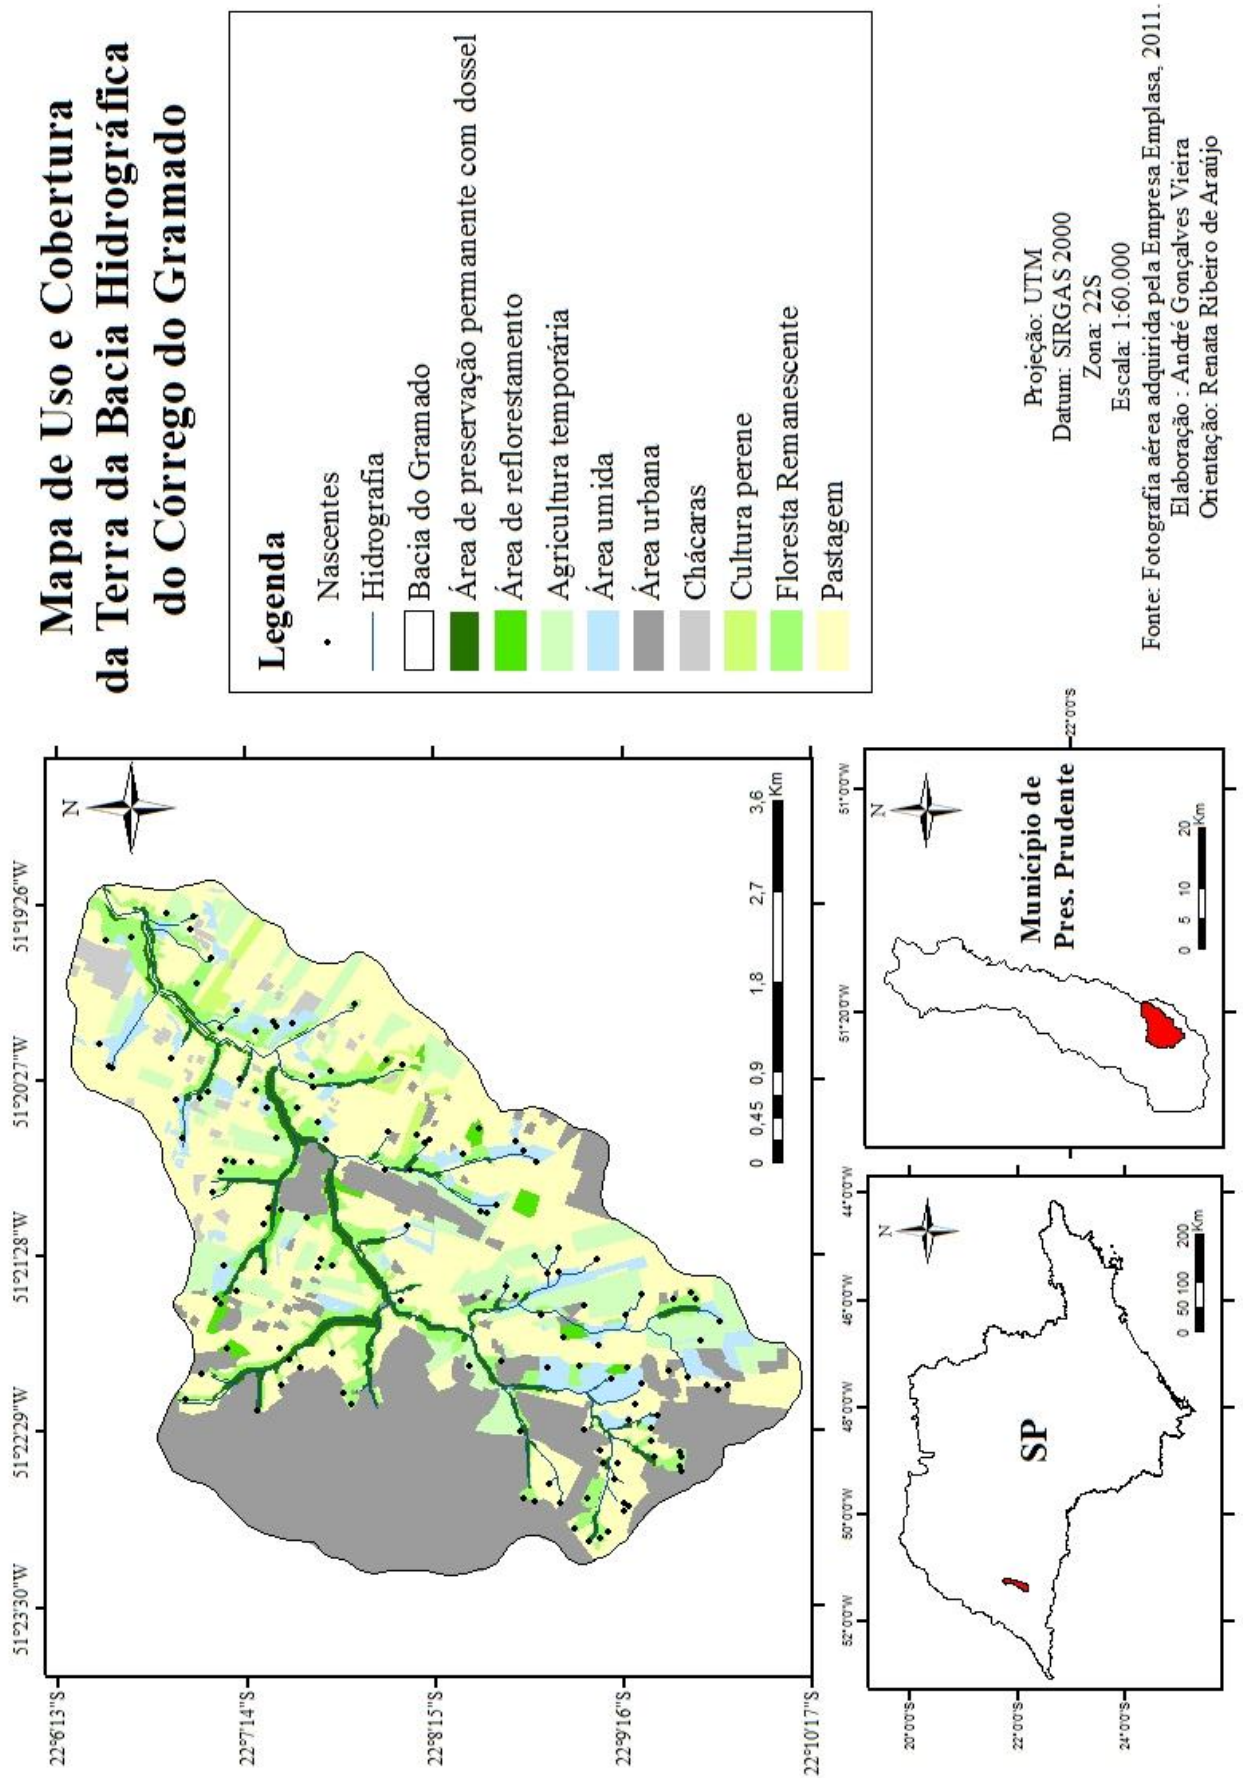 Mapa de Uso e Cobertura
da Terra da Bacia Hidrográfica
do Córrego do Gramado
Legenda
Nascentes
Hidrografia
Bacia do Gramado
Área de preservação permanente com dossel
Área de reflorestamento
Agricultura temporária
Área umida
Área urbana
Chácaras
Cultura perene
Floresta Remanescente
Pastagem
Projeção: UTM
Datum: SIRGAS 2000
Zona: 22S
Escala: 1:60.000
Fonte: Fotografia aérea adquirida pela Empresa Emplasa, 2011.
Elaboração : André Gonçalves Vieira
Orientação: Renata Ribeiro de Araújo
51°23'30"W 51°22'29"W 51°21'28"W 51°20'27"W 51°19'26"W
22°6'13"S
22°7'14"S
22°8'15"S
22°9'16"S
22°10'17"S
N
0 0,45 0,9 1,8 2,7 3,6 Km
52°0'0"W 50°0'0"W 48°0'0"W 46°0'0"W 44°0'0"W
20°0'0"S
22°0'0"S
24°0'0"S
N
SP
0 50 100 200 Km
51°20'0"W 51°0'0"W
22°0'0"S
N
Município de
Pres. Prudente
0 5 10 20 Km